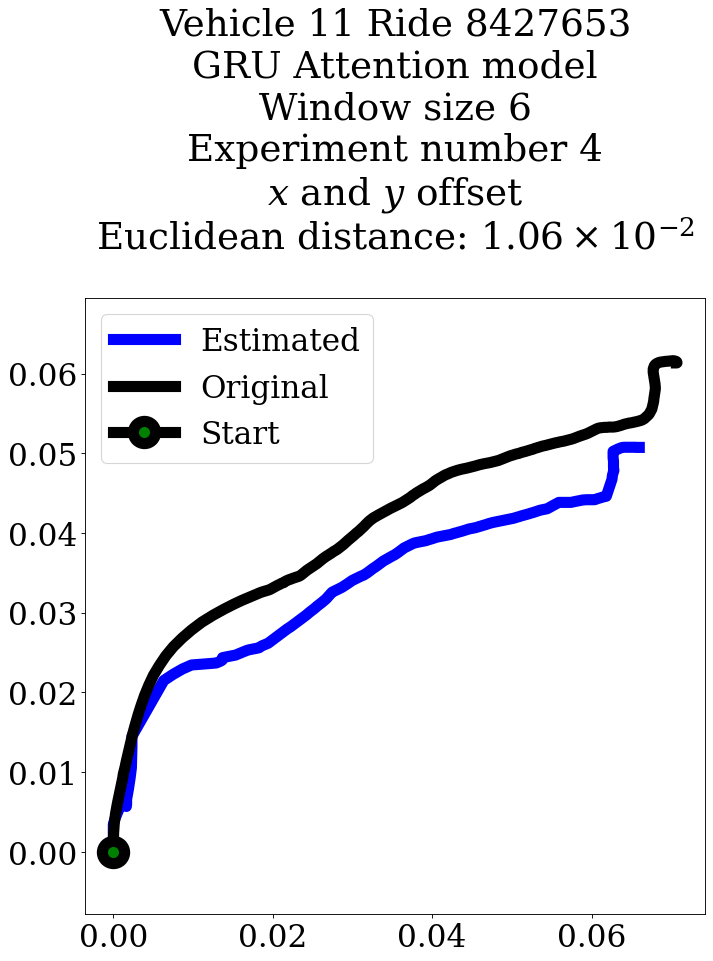 Vehicle 11 Ride 8427653
GRU Attention model
Window size 6
Experiment number 4
x and y offset
Euclidean distance: 1.06 × 10⁻²
Estimated
Original
Start
0.06
0.05
0.04
0.03
0.02
0.01
0.00
0.00 0.02 0.04 0.06